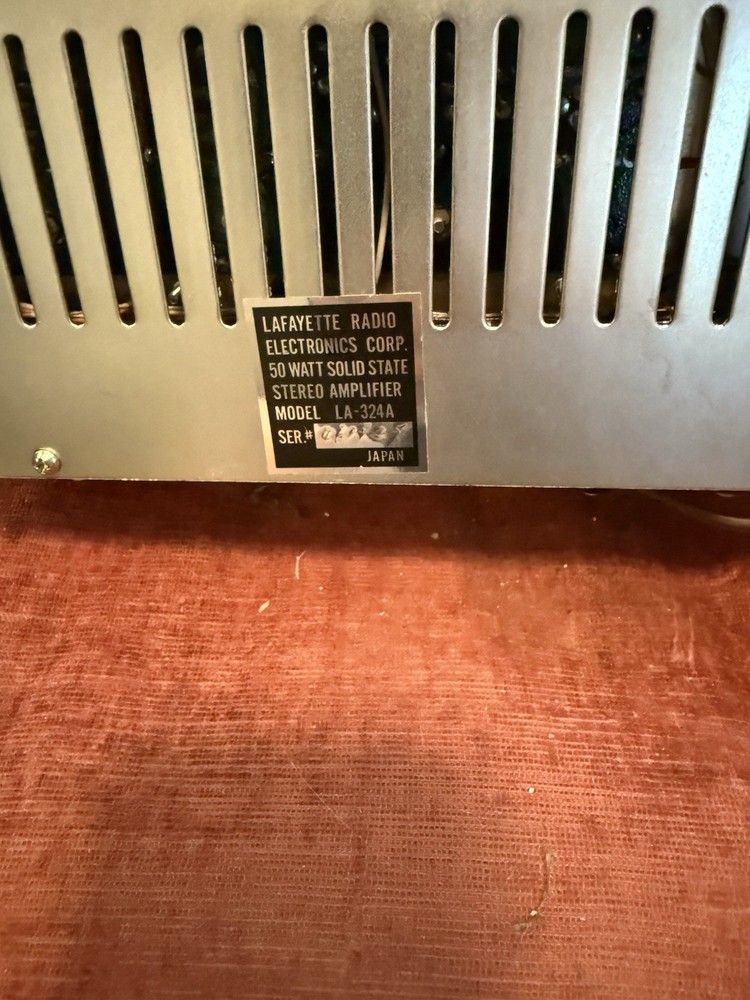 LAFAYETTE RADIO
ELECTRONICS CORP.
50 WATT SOLID STATE
STEREO AMPLIFIER
MODEL LA-324A
SER.#
JAPAN